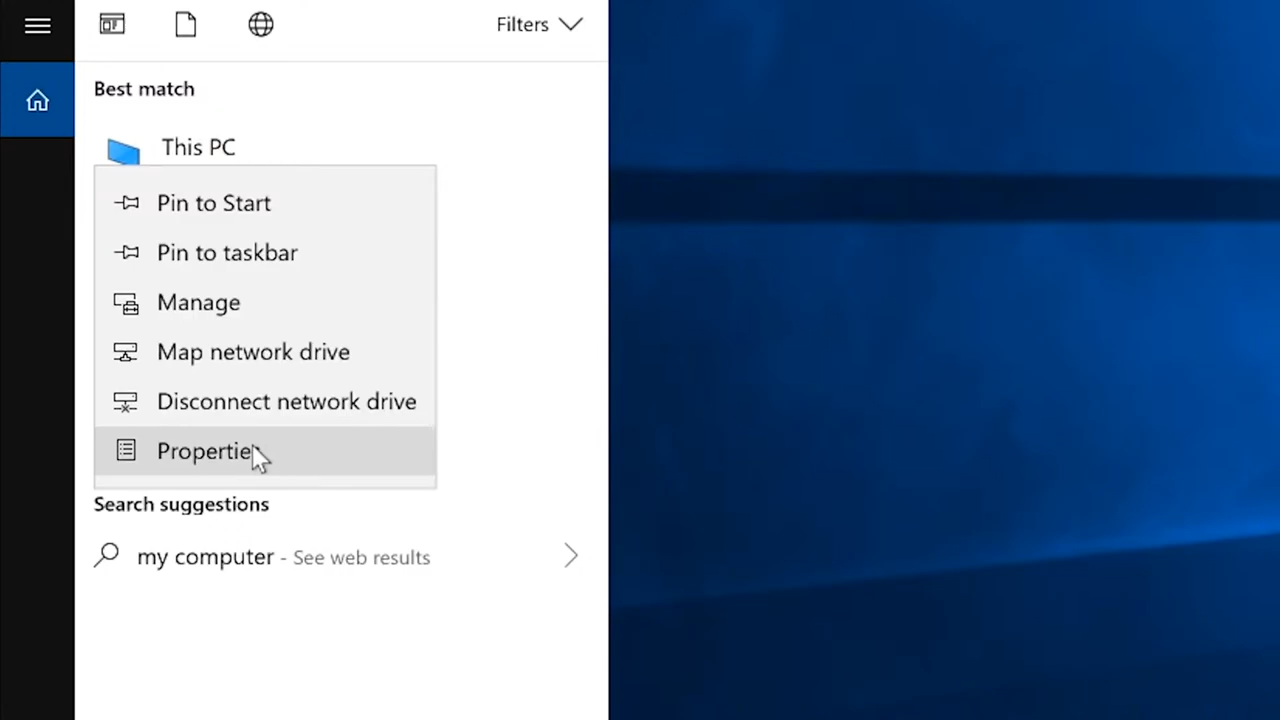 Filters
Best match
This PC
Pin to Start
Pin to taskbar
Manage
Map network drive
Disconnect network drive
Properties
Search suggestions
my computer - See web results